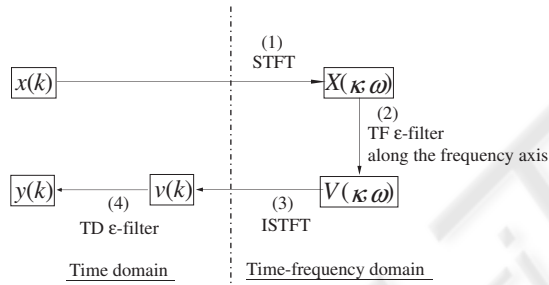 (1)
STFT
x(k)
X(κ,ω)
(2)
TF ε-filter
along the frequency axis
y(k)
(4)
TD ε-filter
v(k)
(3)
ISTFT
V(κ,ω)
Time domain
Time-frequency domain